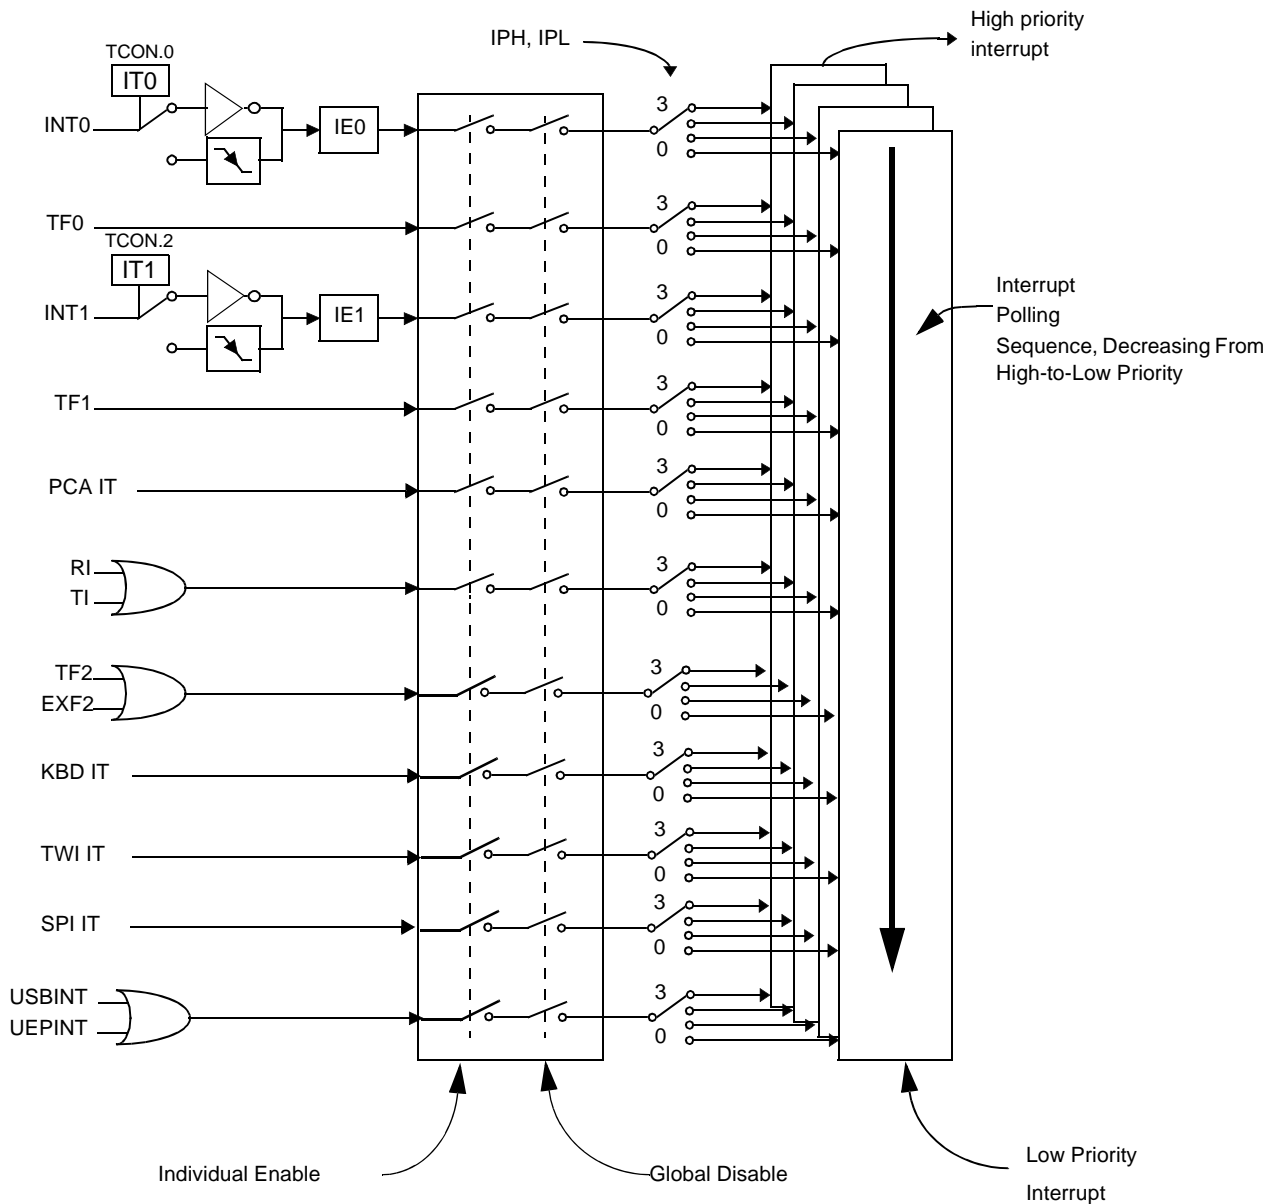 High priority
interrupt
IPH, IPL
TCON.0
IT0
INT0
IE0
3
0
TF0
3
0
TCON.2
IT1
INT1
IE1
3
0
Interrupt
Polling
Sequence, Decreasing From
High-to-Low Priority
TF1
3
0
PCA IT
3
0
RI
TI
3
0
TF2
EXF2
3
0
KBD IT
3
0
TWI IT
3
0
SPI IT
3
0
USBINT
UEPINT
3
0
Individual Enable
Global Disable
Low Priority
Interrupt